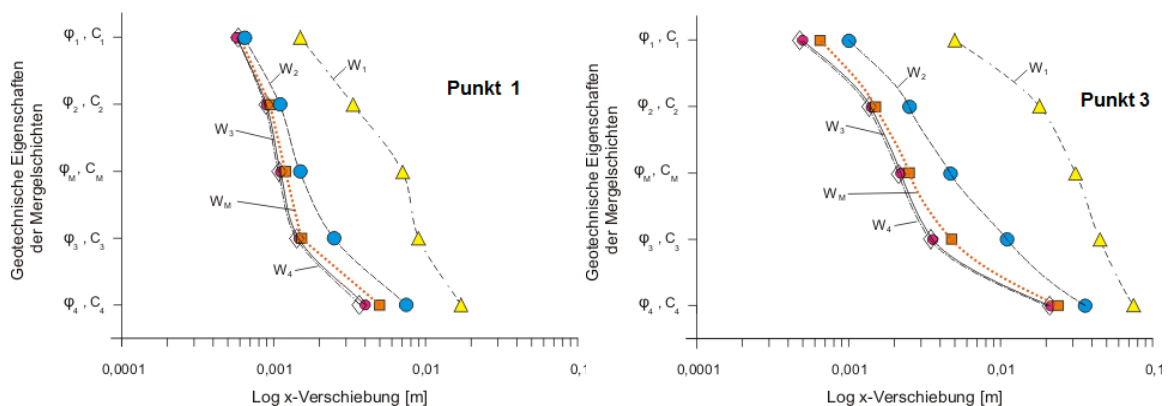 Geotechnische Eigenschaften
der Mergelschichten
φ1 , C1
φ2 , C2
φM , CM
φ3 , C3
φ4 , C4
W1
W2
W3
WM
W4
Punkt 1
0,0001
0,001
0,01
0,1
Log x-Verschiebung [m]
Geotechnische Eigenschaften
der Mergelschichten
φ1 , C1
φ2 , C2
φM , CM
φ3 , C3
φ4 , C4
W1
W2
W3
WM
W4
Punkt 3
0,0001
0,001
0,01
0,1
Log x-Verschiebung [m]